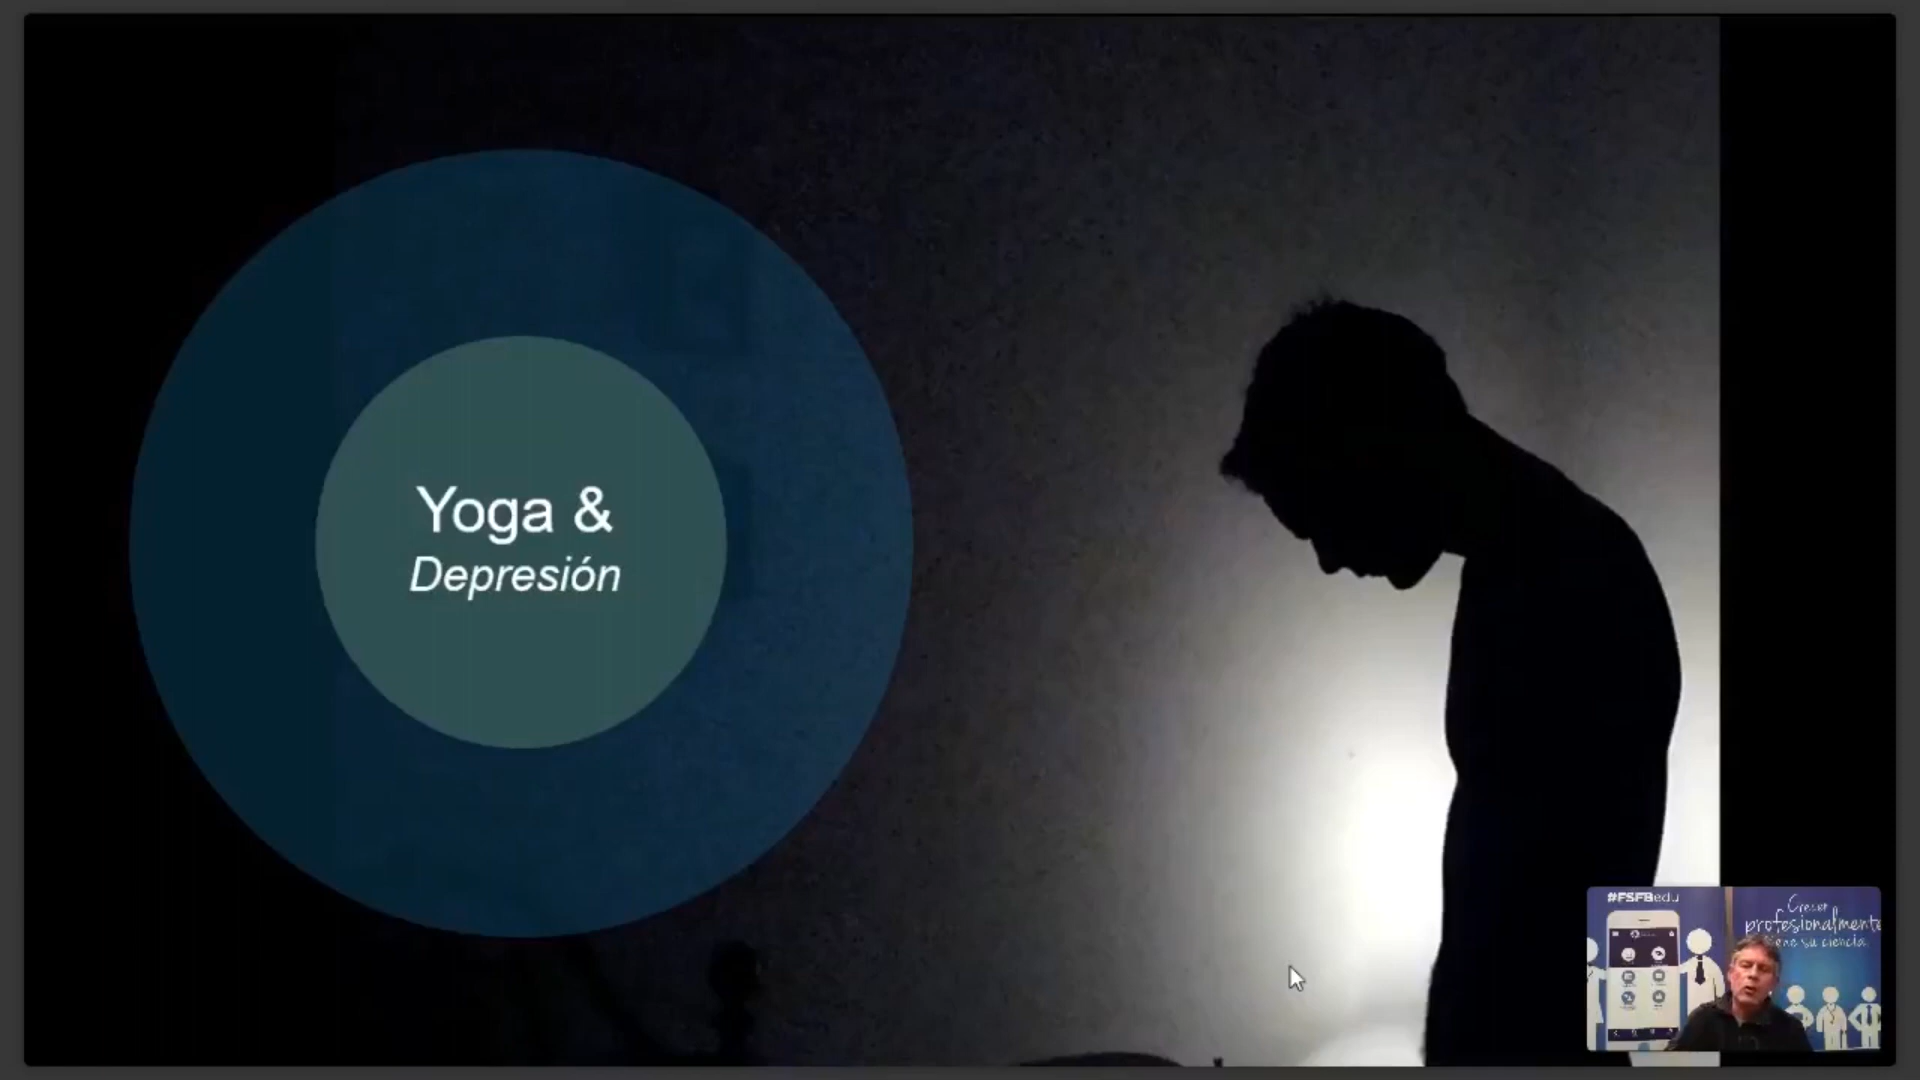 Yoga &
Depresión
#FSFBedu
Crecer
profesionalmente
tiene su ciencia